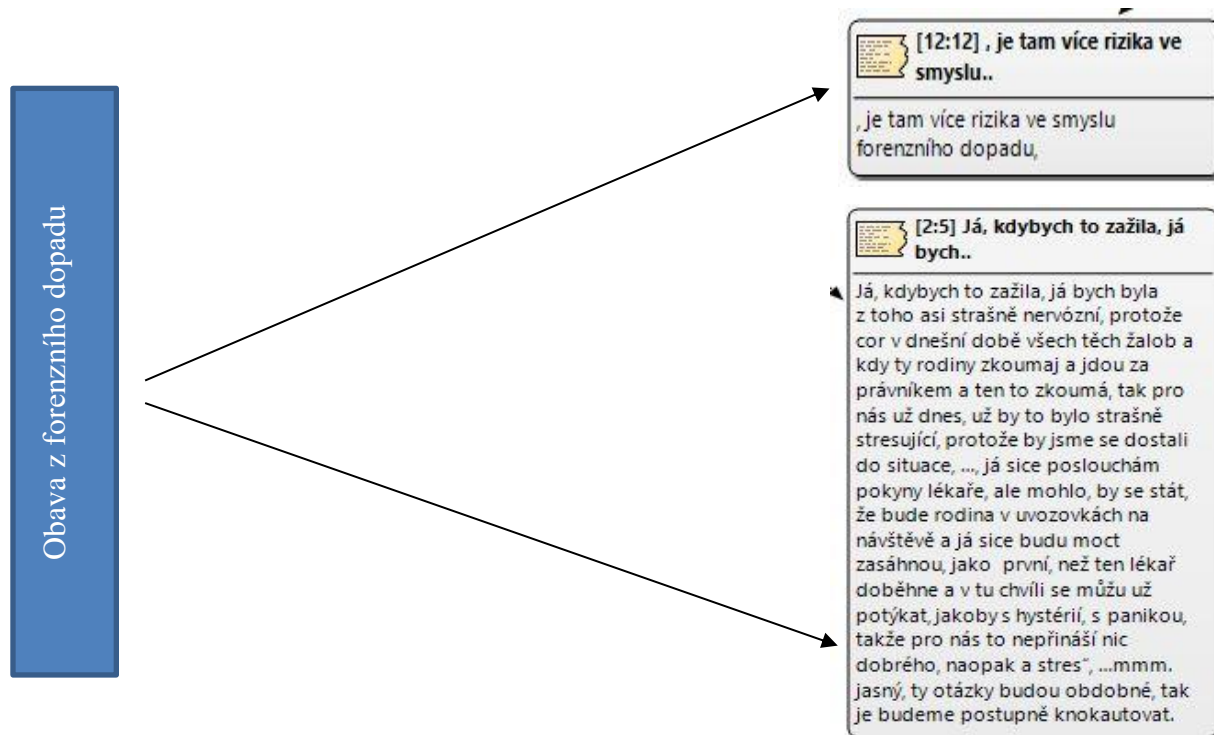 Obava z forenzního dopadu
[12:12] , je tam více rizika ve
smyslu..
, je tam více rizika ve smyslu
forenzního dopadu,
[2:5] Já, kdybych to zažila, já
bych..
Já, kdybych to zažila, já bych byla
z toho asi strašně nervózní, protože
cor v dnešní době všech těch žalob a
kdy ty rodiny zkoumaj a jdou za
právníkem a ten to zkoumá, tak pro
nás už dnes, už by to bylo strašně
stresující, protože by jsme se dostali
do situace, ..., já sice poslouchám
pokyny lékaře, ale mohlo, by se stát,
že bude rodina v uvozovkách na
návštěvě a já sice budu moct
zasáhnou, jako  první, než ten lékař
doběhne a v tu chvíli se můžu už
potýkat, jakoby s hystérií, s panikou,
takže pro nás to nepřináší nic
dobrého, naopak a stres“, ...mmm.
jasný, ty otázky budou obdobné, tak
je budeme postupně knokautovat.